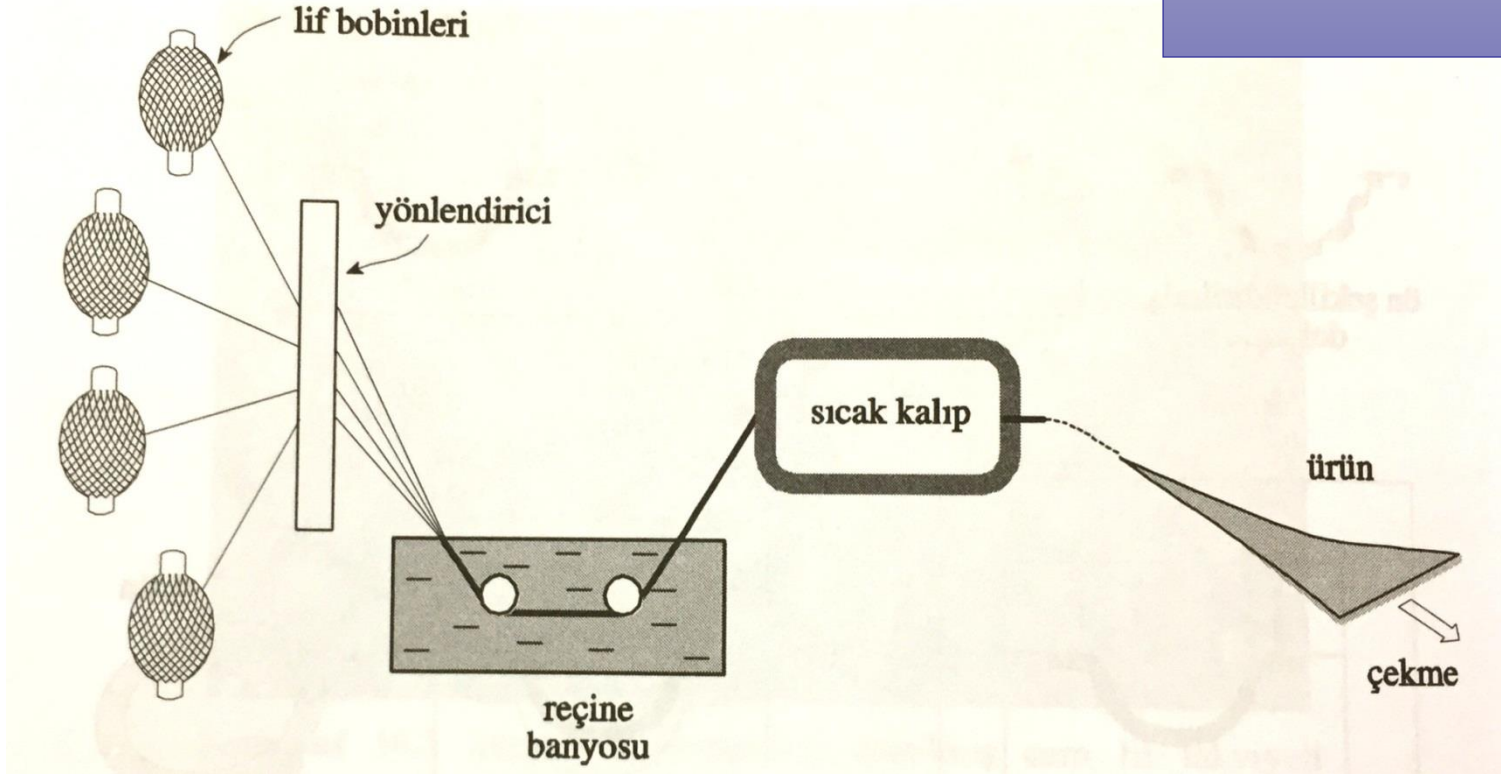 lif bobinleri
yönlendirici
sıcak kalıp
ürün
çekme
reçine
banyosu